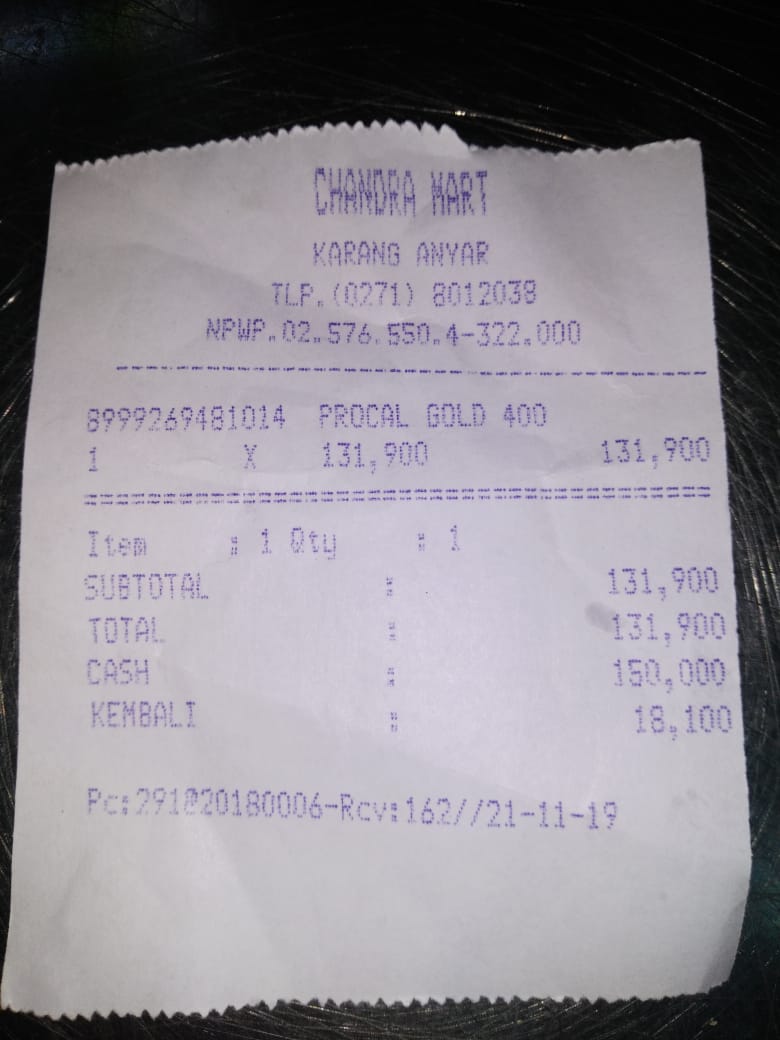 CHANDRA MART
KARANG ANYAR
TLP.(0271) 8012038
NPWP.02.576.550.4-322.000
8999269481014 PROCAL GOLD 400
1 X 131,900 131,900
Item : 1 Qty : 1
SUBTOTAL : 131,900
TOTAL : 131,900
CASH : 150,000
KEMBALI : 18,100
Pc:291@20180006-Rcv:162//21-11-19